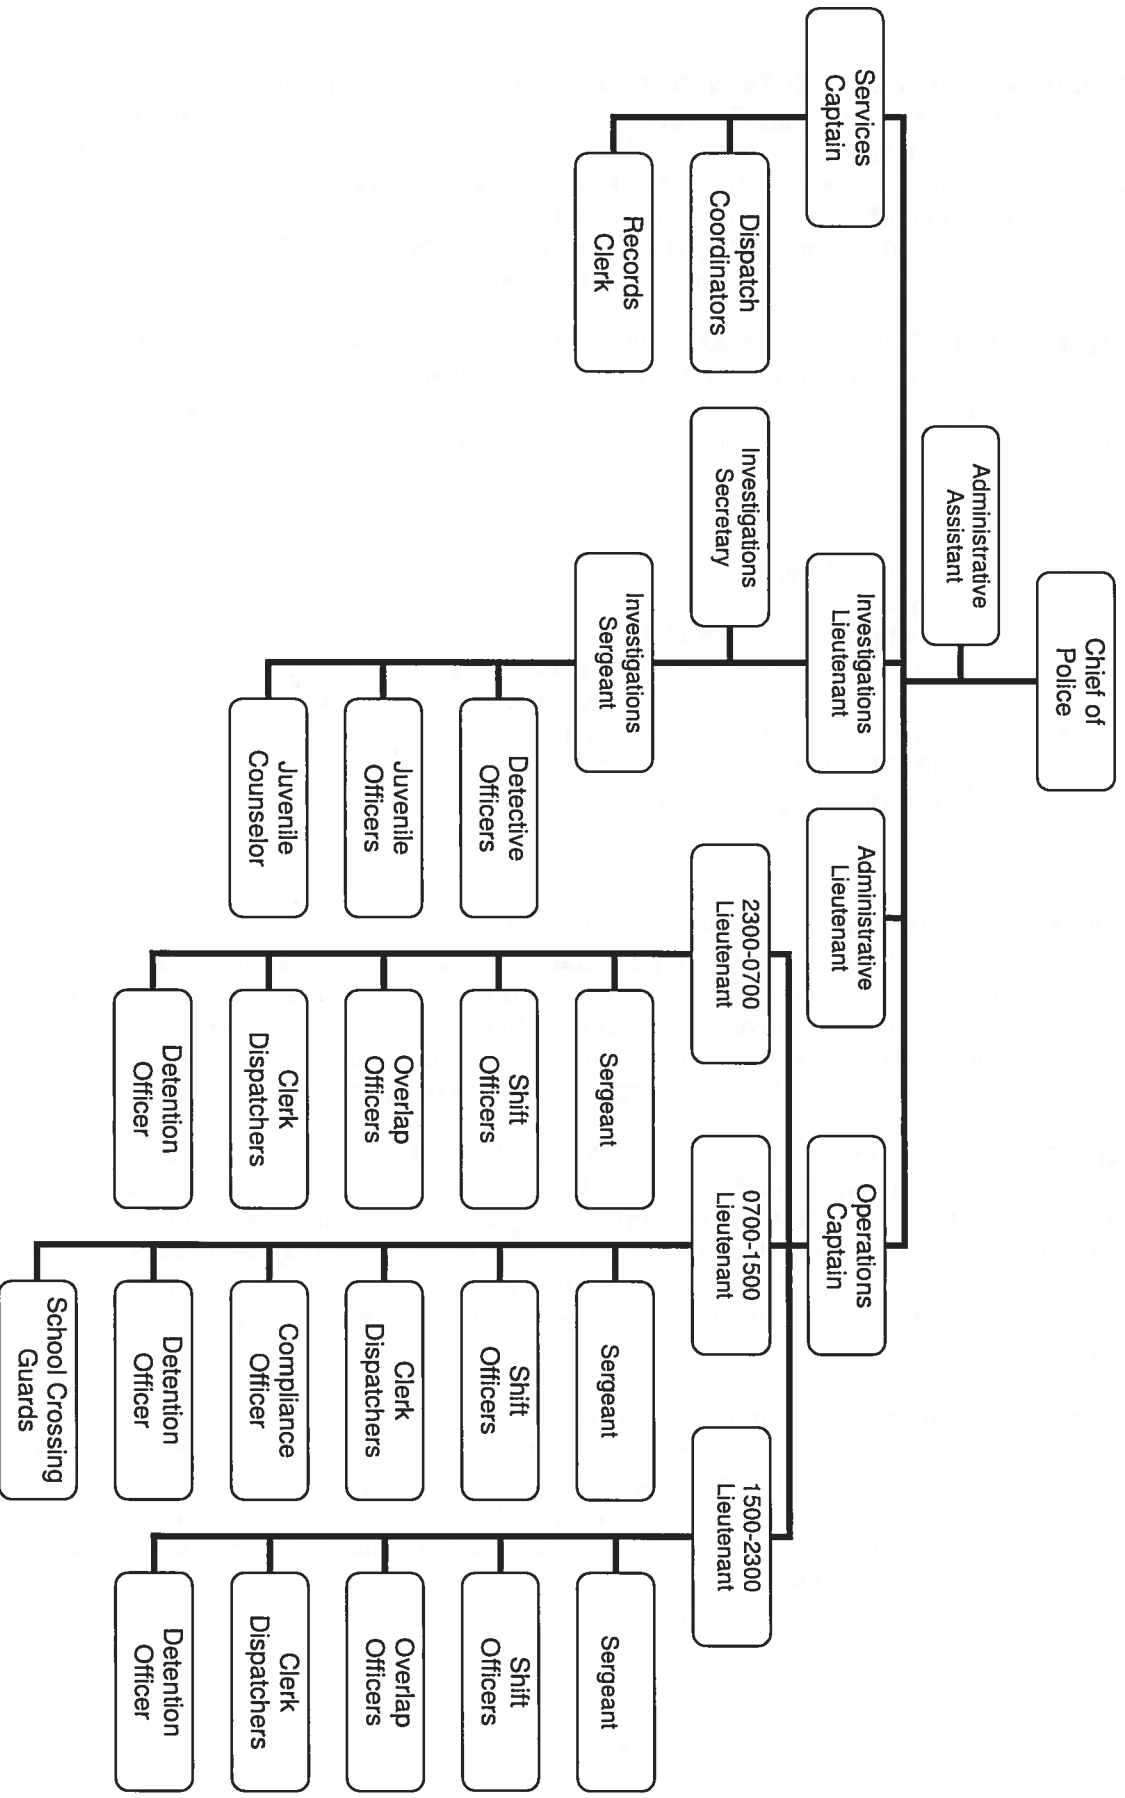 Chief of
Police
Administrative
Assistant
Services
Captain
Investigations
Lieutenant
Administrative
Lieutenant
Operations
Captain
Dispatch
Coordinators
Records
Clerk
Investigations
Secretary
Investigations
Sergeant
Detective
Officers
Juvenile
Officers
Juvenile
Counselor
2300-0700
Lieutenant
Sergeant
Shift
Officers
Overlap
Officers
Clerk
Dispatchers
Detention
Officer
0700-1500
Lieutenant
Sergeant
Shift
Officers
Clerk
Dispatchers
Compliance
Officer
Detention
Officer
School Crossing
Guards
1500-2300
Lieutenant
Sergeant
Shift
Officers
Overlap
Officers
Clerk
Dispatchers
Detention
Officer